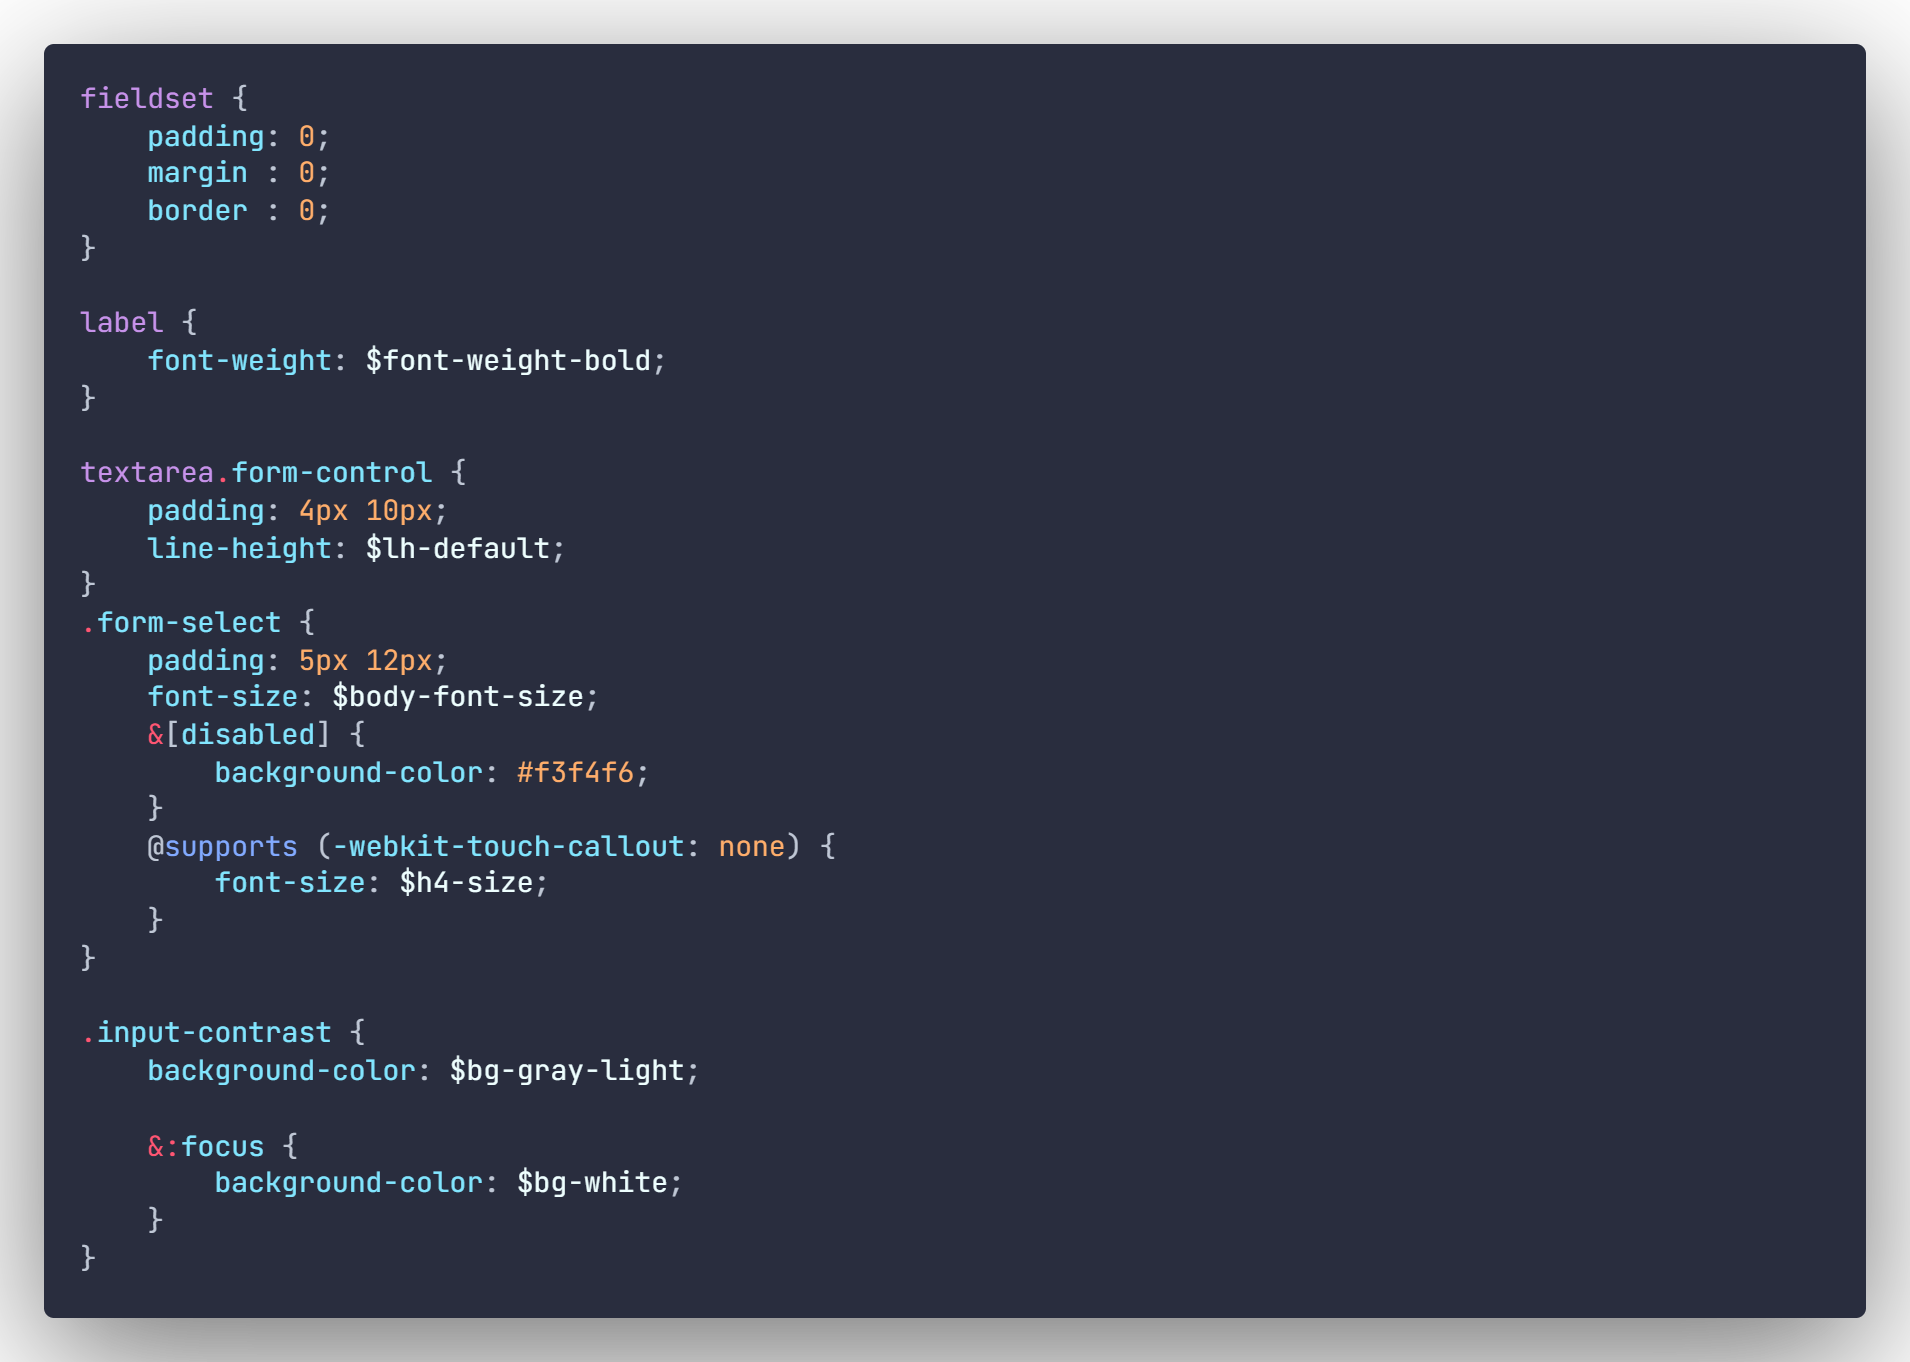 fieldset {
    padding: 0;
    margin : 0;
    border : 0;
}

label {
    font-weight: $font-weight-bold;
}

textarea.form-control {
    padding: 4px 10px;
    line-height: $lh-default;
}
.form-select {
    padding: 5px 12px;
    font-size: $body-font-size;
    &[disabled] {
        background-color: #f3f4f6;
    }
    @supports (-webkit-touch-callout: none) {
        font-size: $h4-size;
    }
}

.input-contrast {
    background-color: $bg-gray-light;

    &:focus {
        background-color: $bg-white;
    }
}